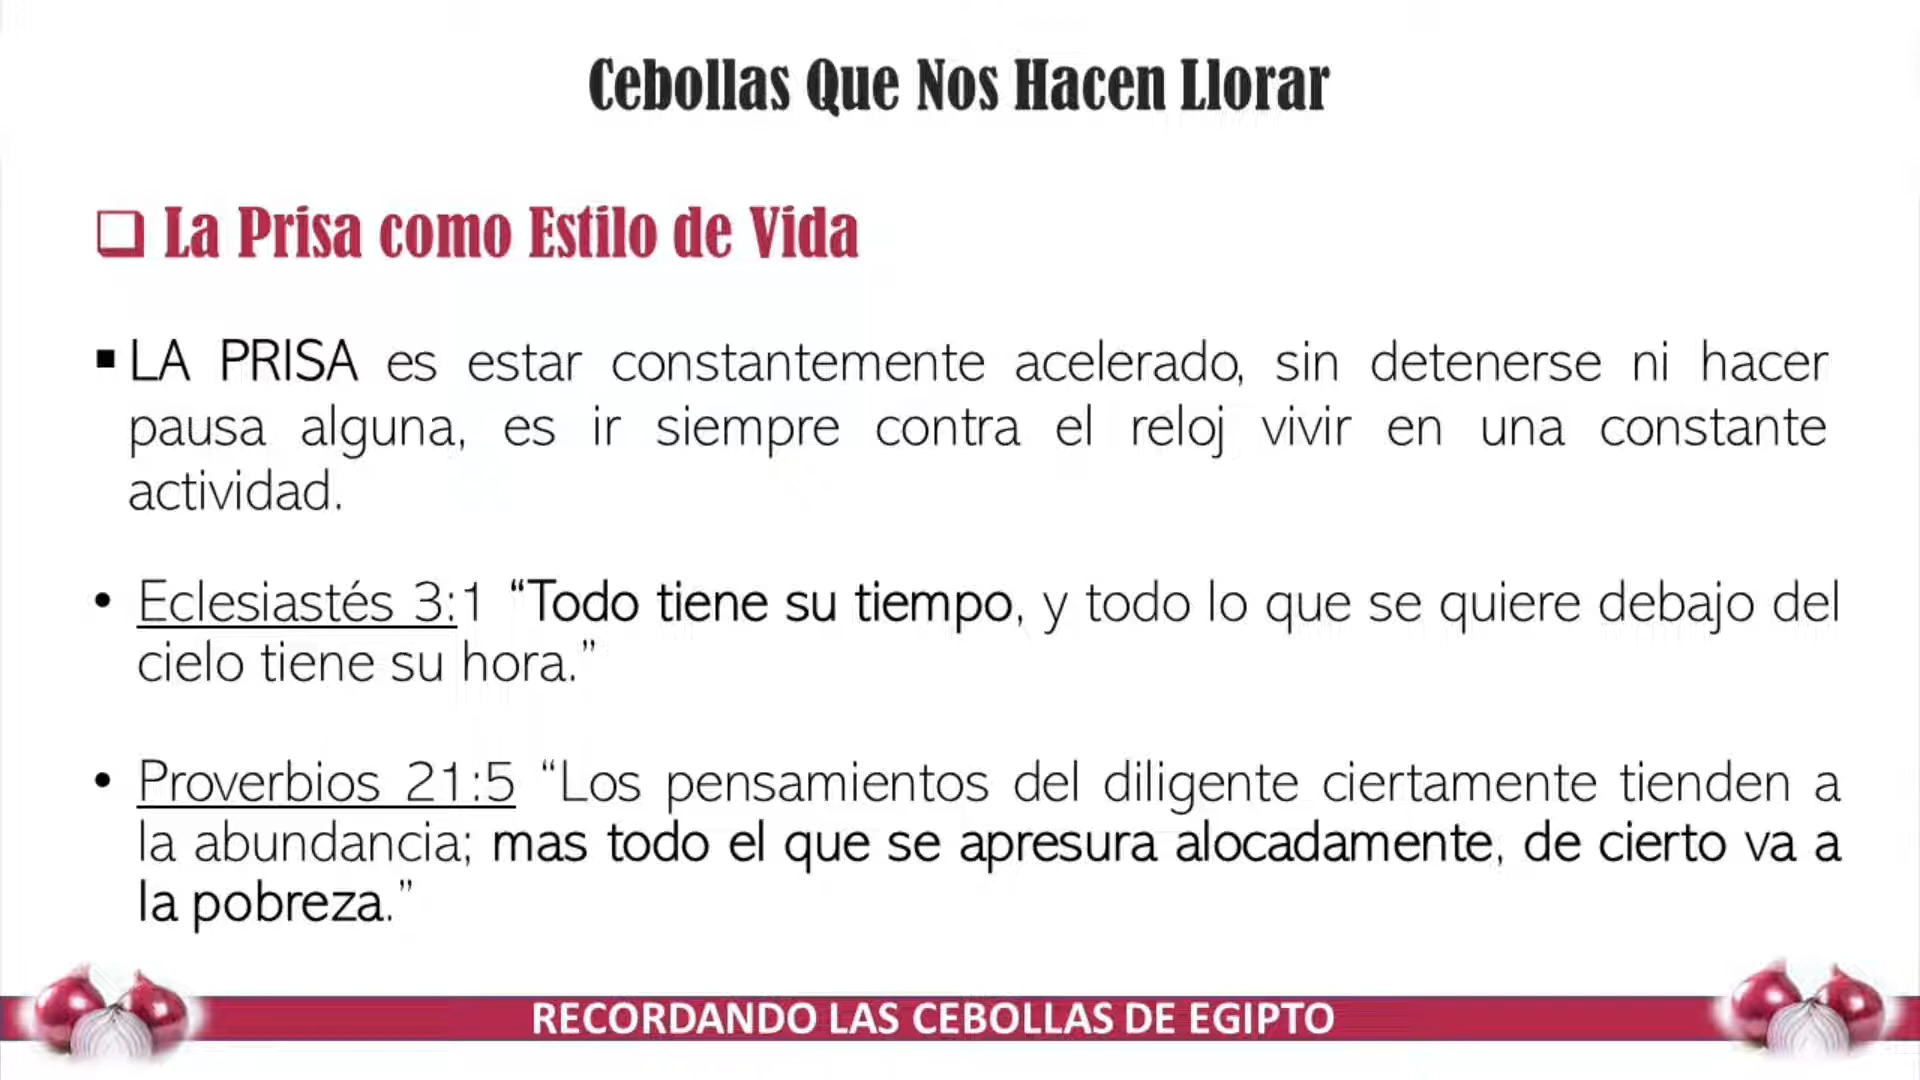 Cebollas Que Nos Hacen Llorar
❑ La Prisa como Estilo de Vida
▪ LA PRISA es estar constantemente acelerado, sin detenerse ni hacer
pausa alguna, es ir siempre contra el reloj vivir en una constante
actividad.
• Eclesiastés 3:1 “Todo tiene su tiempo, y todo lo que se quiere debajo del
cielo tiene su hora.”
• Proverbios 21:5 “Los pensamientos del diligente ciertamente tienden a
la abundancia; mas todo el que se apresura alocadamente, de cierto va a
la pobreza.”
RECORDANDO LAS CEBOLLAS DE EGIPTO